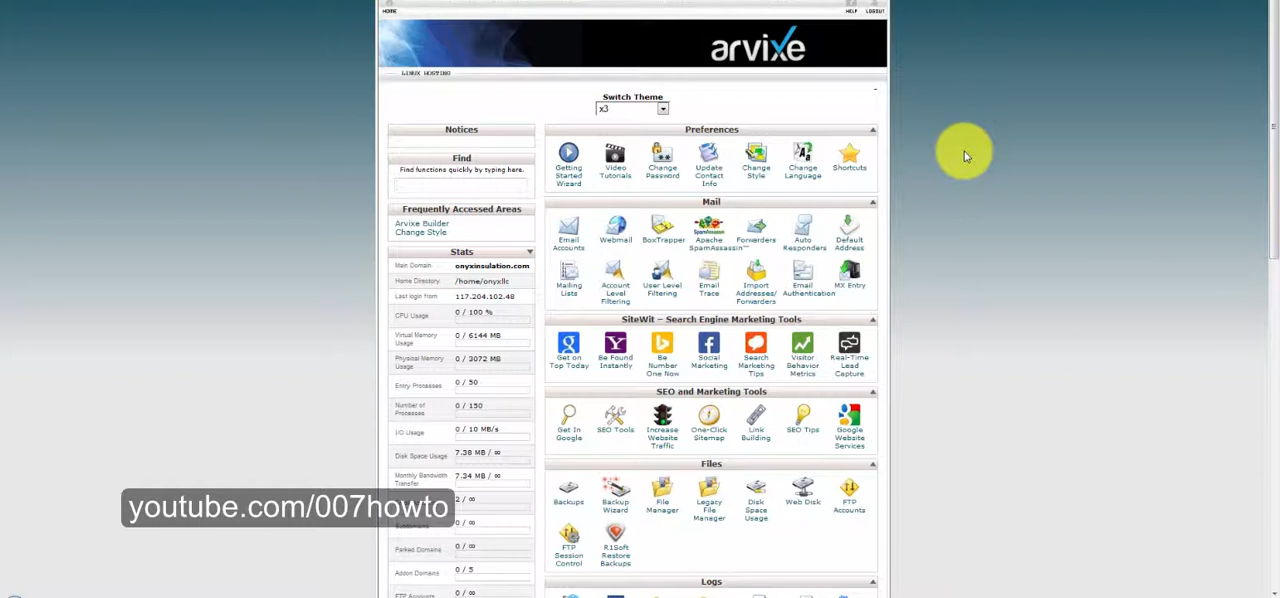 HOME
HELP
LOGOUT
arvixe
LINUX HOSTING
Switch Theme
x3
Notices
Find
Find functions quickly by typing here.
Frequently Accessed Areas
Arvixe Builder
Change Style
Stats
Main Domain
onyxinsulation.com
Home Directory
/home/onyxllc
Last login from
117.204.102.48
CPU Usage
0 / 100 %
Virtual Memory
Usage
0 / 6144 MB
Physical Memory
Usage
0 / 3072 MB
Entry Processes
0 / 50
Number of
Processes
0 / 150
I/O Usage
0 / 10 MB/s
Disk Space Usage
7.38 MB / ∞
Monthly Bandwidth
Transfer
7.34 MB / ∞
2 / ∞
0 / ∞
Parked Domains
0 / ∞
Addon Domains
0 / 5
FTP Accounts
0 / ∞
Preferences
Getting
Started
Wizard
Video
Tutorials
Change
Password
Update
Contact
Info
Change
Style
Change
Language
Shortcuts
Mail
Email
Accounts
Webmail
BoxTrapper
Apache
SpamAssassin™
Forwarders
Auto
Responders
Default
Address
Mailing
Lists
Account
Level
Filtering
User Level
Filtering
Email
Trace
Import
Addresses/
Forwarders
Email
Authentication
MX Entry
SiteWit – Search Engine Marketing Tools
Get on
Top Today
Be Found
Instantly
Be
Number
One Now
Social
Marketing
Search
Marketing
Tips
Visitor
Behavior
Metrics
Real-Time
Lead
Capture
SEO and Marketing Tools
Get In
Google
SEO Tools
Increase
Website
Traffic
One-Click
Sitemap
Link
Building
SEO Tips
Google
Website
Services
Files
Backups
Backup
Wizard
File
Manager
Legacy
File
Manager
Disk
Space
Usage
Web Disk
FTP
Accounts
FTP
Session
Control
R1Soft
Restore
Backups
Logs
youtube.com/007howto